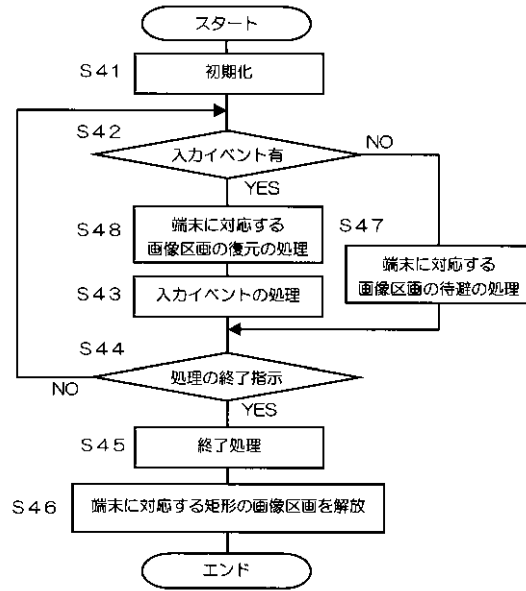 スタート
S41
初期化
S42
入力イベント有
NO
YES
S48
端末に対応する
画像区画の復元の処理
S47
端末に対応する
画像区画の待避の処理
S43
入力イベントの処理
S44
処理の終了指示
NO
YES
S45
終了処理
S46
端末に対応する矩形の画像区画を解放
エンド